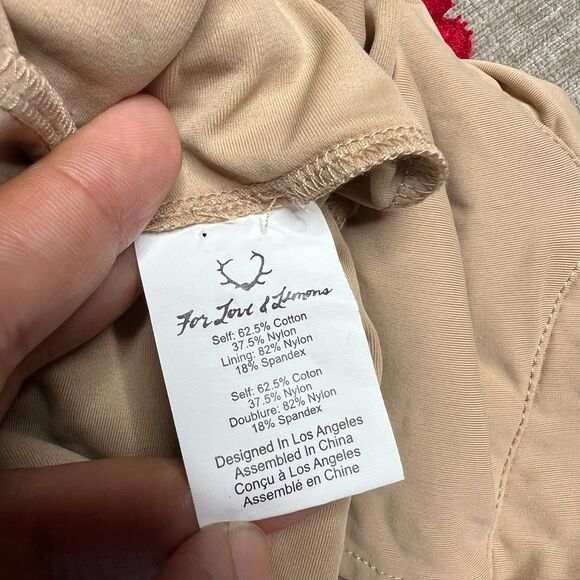 For Love & Lemons
Self: 62.5% Cotton
37.5% Nylon
Lining: 82% Nylon
18% Spandex
Self: 62.5% Coton
37.5% Nylon
Doublure: 82% Nylon
18% Spandex
Designed In Los Angeles
Assembled In China
Conçu à Los Angeles
Assemblé en Chine